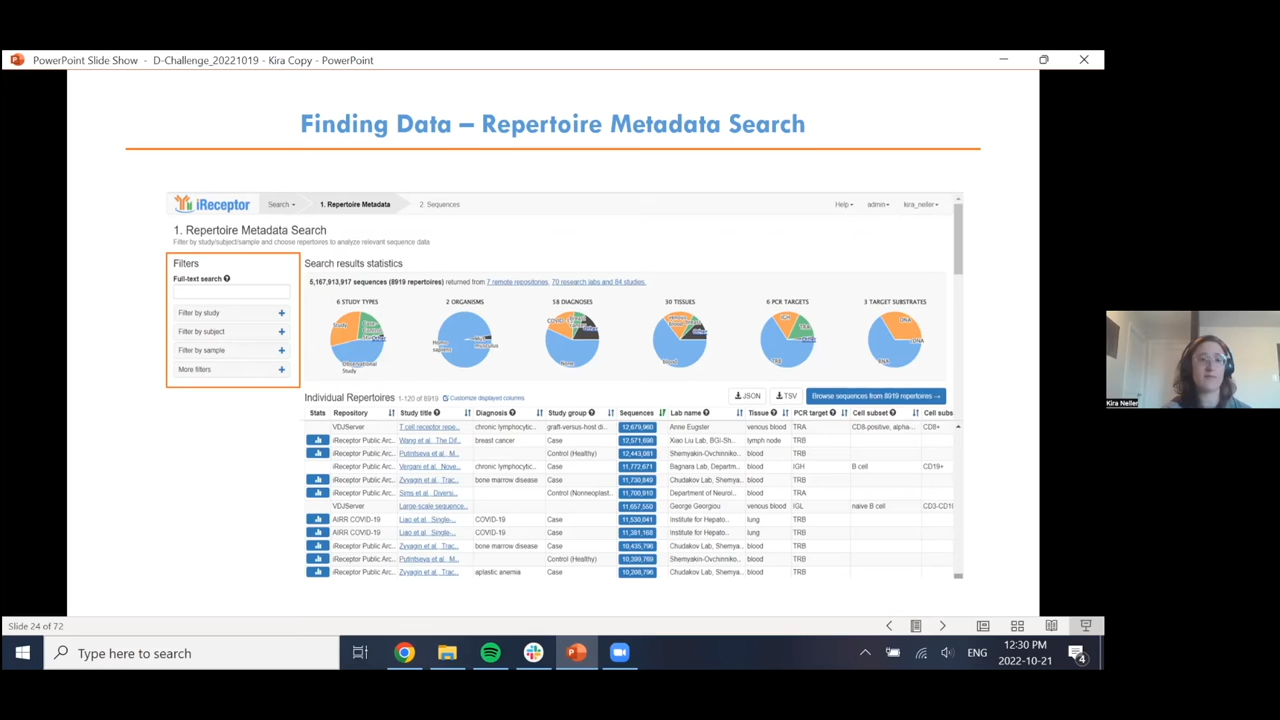 PowerPoint Slide Show - D-Challenge_20221019 - Kira Copy - PowerPoint
Finding Data – Repertoire Metadata Search
iReceptor Search 1. Repertoire Metadata 2. Sequences Help admin kira_neller
1. Repertoire Metadata Search
Filter by study/subject/sample and choose repertoires to analyze relevant sequence data
Filters
Full-text search
Filter by study +
Filter by subject +
Filter by sample +
More filters +
Search results statistics
5,167,913,917 sequences (8919 repertoires) returned from 7 remote repositories, 70 research labs and 84 studies.
6 STUDY TYPES 2 ORGANISMS 58 DIAGNOSES 30 TISSUES 6 PCR TARGETS 3 TARGET SUBSTRATES
Study
Observational
Study
Homo
sapiens
None
blood
IGH
TRA
TRB
DNA
RNA
Individual Repertoires 1-120 of 8919 Customize displayed columns JSON TSV Browse sequences from 8919 repertoires →
Stats Repository Study title Diagnosis Study group Sequences Lab name Tissue PCR target Cell subset Cell subs
VDJServer T cell receptor repe... chronic lymphocytic.. graft-versus-host di... 12,679,960 Anne Eugster venous blood TRA CD8-positive, alpha-... CD8+
iReceptor Public Arc.. Wang et al. The Dif... breast cancer Case 12,571,698 Xiao Liu Lab, BGI-Sh... lymph node TRB
iReceptor Public Arc.. Putintseva et al. M... Control (Healthy) 12,443,081 Shemyakin-Ovchinniko... blood TRB
iReceptor Public Arc.. Vergani et al. Nove... chronic lymphocytic.. Case 11,772,671 Bagnara Lab, Departm... blood IGH B cell CD19+
iReceptor Public Arc.. Zvyagin et al. Trac... bone marrow disease Case 11,730,849 Chudakov Lab, Shemya... blood TRB
iReceptor Public Arc.. Sims et al. Diversi... Control (Nonneoplast... 11,700,910 Department of Neurol... blood TRA
VDJServer Large-scale sequence... 11,657,550 George Georgiou venous blood IGL naive B cell CD3-CD19
AIRR COVID-19 Liao et al. Single-... COVID-19 Case 11,530,041 Institute for Hepato... lung TRB
AIRR COVID-19 Liao et al. Single-... COVID-19 Case 11,381,168 Institute for Hepato... lung TRB
iReceptor Public Arc.. Zvyagin et al. Trac... bone marrow disease Case 10,435,796 Chudakov Lab, Shemya... blood TRB
iReceptor Public Arc.. Putintseva et al. M... Control (Healthy) 10,399,769 Shemyakin-Ovchinniko... blood TRB
iReceptor Public Arc.. Zvyagin et al. Trac... aplastic anemia Case 10,208,796 Chudakov Lab, Shemya... blood TRB
Kira Neller
Slide 24 of 72
Type here to search
ENG
12:30 PM
2022-10-21
4